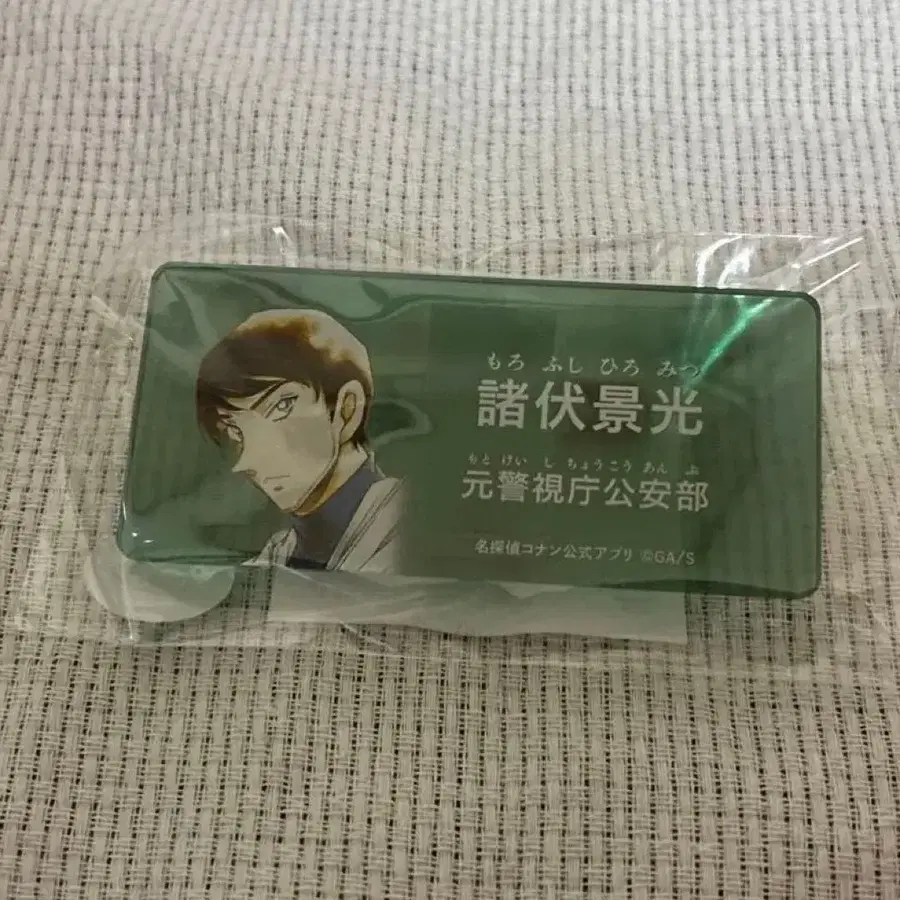 もろ ふし ひろ みつ
諸伏景光
もと けい し ちょうこう あん ぶ
元警視庁公安部
名探偵コナン公式アプリ ©GA/S